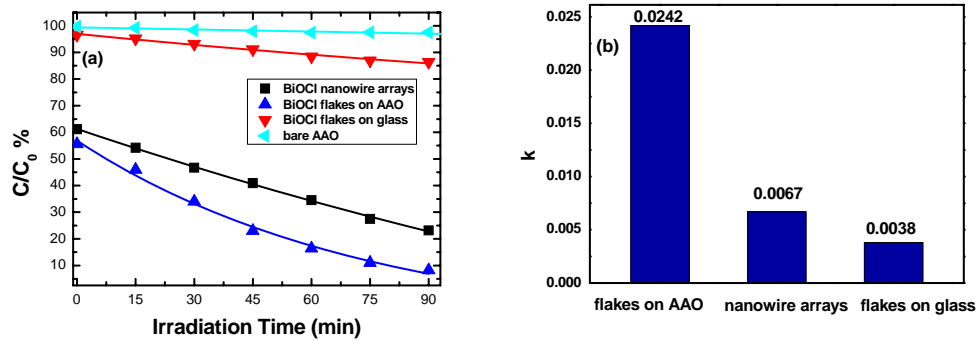 100
90
80
70
60
50
40
30
20
10
C/C0 %
(a)
BiOCl nanowire arrays
BiOCl flakes on AAO
BiOCl flakes on glass
bare AAO
0 15 30 45 60 75 90
Irradiation Time (min)
(b)
0.025
0.020
0.015
0.010
0.005
0.000
k
0.0242
0.0067
0.0038
flakes on AAO nanowire arrays flakes on glass